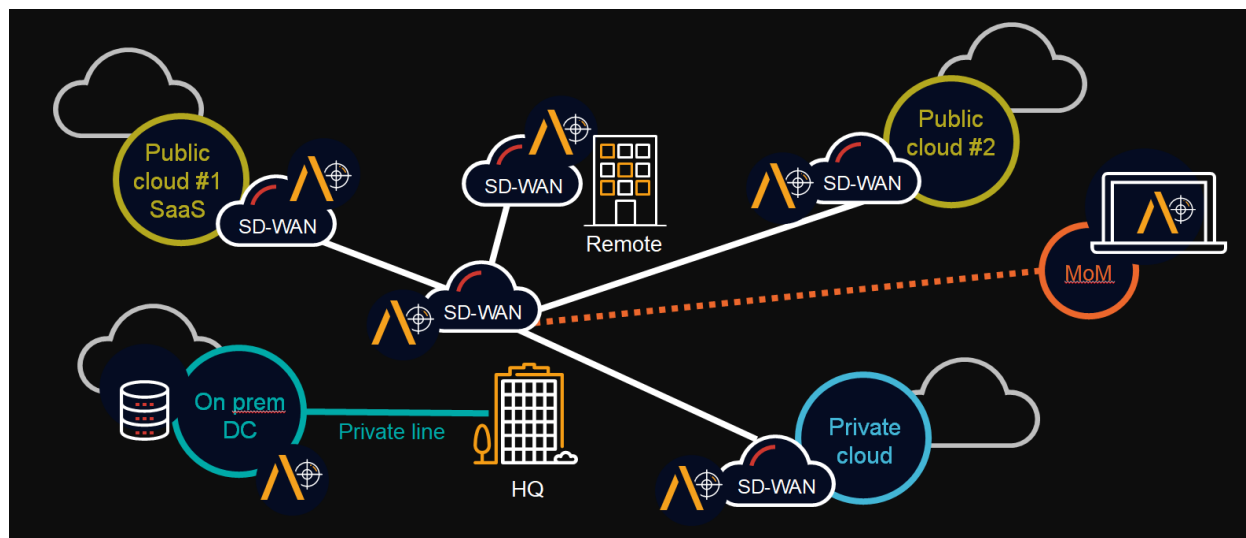 Public
cloud #1
SaaS
SD-WAN
SD-WAN
Remote
Public
cloud #2
SD-WAN
MoM
SD-WAN
On prem
DC
Private line
HQ
Private
cloud
SD-WAN